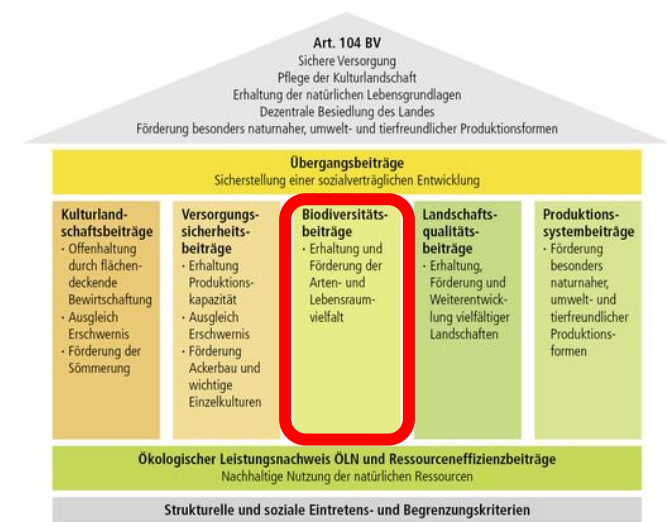 Art. 104 BV
Sichere Versorgung
Pflege der Kulturlandschaft
Erhaltung der natürlichen Lebensgrundlagen
Dezentrale Besiedlung des Landes
Förderung besonders naturnaher, umwelt- und tierfreundlicher Produktionsformen
Übergangsbeiträge
Sicherstellung einer sozialverträglichen Entwicklung
Kulturland-
schaftsbeiträge
· Offenhaltung
durch flächen-
deckende
Bewirtschaftung
· Ausgleich
Erschwernis
· Förderung der
Sömmerung
Versorgungs-
sicherheits-
beiträge
· Erhaltung
Produktions-
kapazität
· Ausgleich
Erschwernis
· Förderung
Ackerbau und
wichtige
Einzelkulturen
Biodiversitäts-
beiträge
· Erhaltung und
Förderung der
Arten- und
Lebensraum-
vielfalt
Landschafts-
qualitäts-
beiträge
· Erhaltung,
Förderung und
Weiterentwick-
lung vielfältiger
Landschaften
Produktions-
systembeiträge
· Förderung
besonders
naturnaher,
umwelt- und
tierfreundlicher
Produktions-
formen
Ökologischer Leistungsnachweis ÖLN und Ressourceneffizienzbeiträge
Nachhaltige Nutzung der natürlichen Ressourcen
Strukturelle und soziale Eintretens- und Begrenzungskriterien